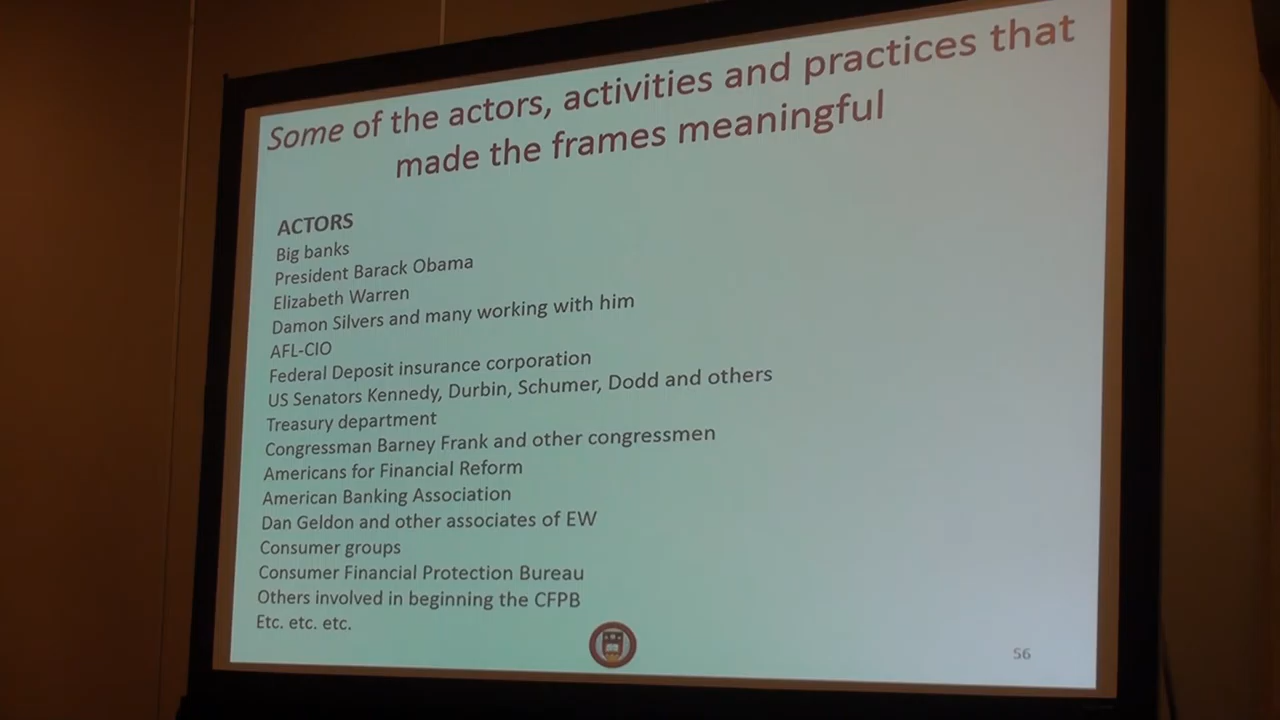 Some of the actors, activities and practices that
made the frames meaningful
ACTORS
Big banks
President Barack Obama
Elizabeth Warren
Damon Silvers and many working with him
AFL-CIO
Federal Deposit insurance corporation
US Senators Kennedy, Durbin, Schumer, Dodd and others
Treasury department
Congressman Barney Frank and other congressmen
Americans for Financial Reform
American Banking Association
Dan Geldon and other associates of EW
Consumer groups
Consumer Financial Protection Bureau
Others involved in beginning the CFPB
Etc. etc. etc.
56